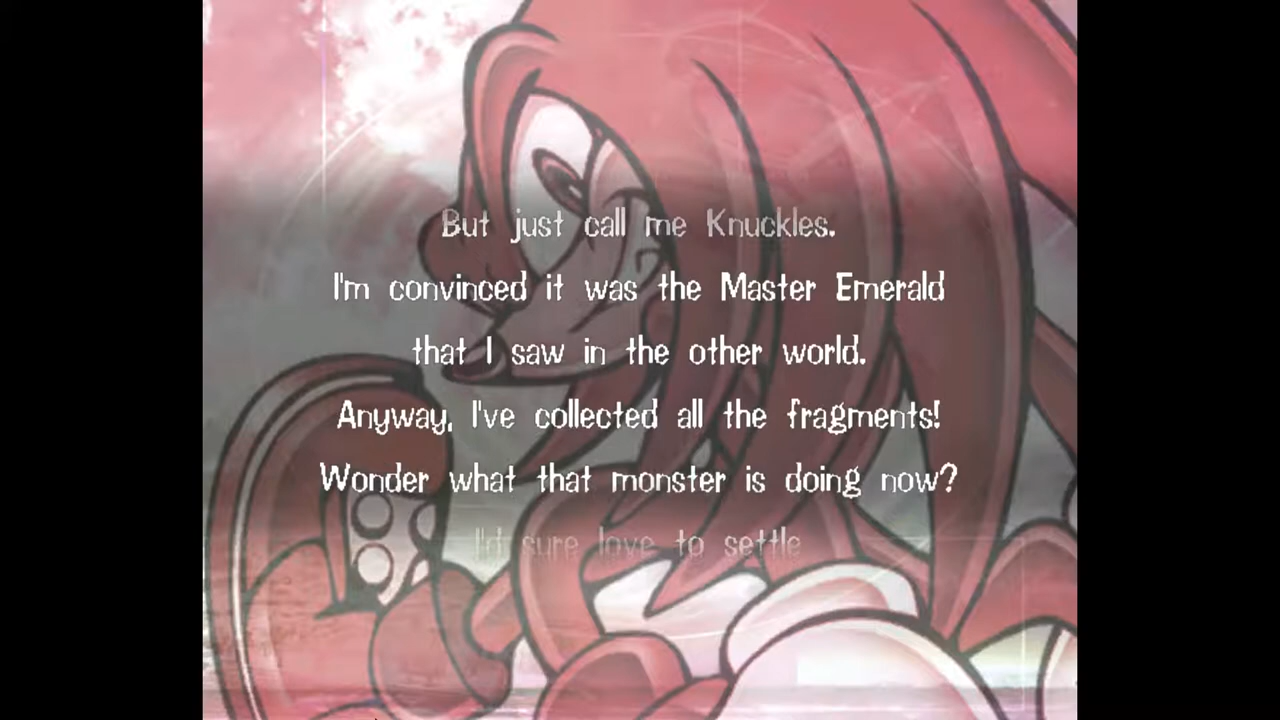 But just call me Knuckles.
I'm convinced it was the Master Emerald
that I saw in the other world.
Anyway, I've collected all the fragments!
Wonder what that monster is doing now?
I'd sure love to settle